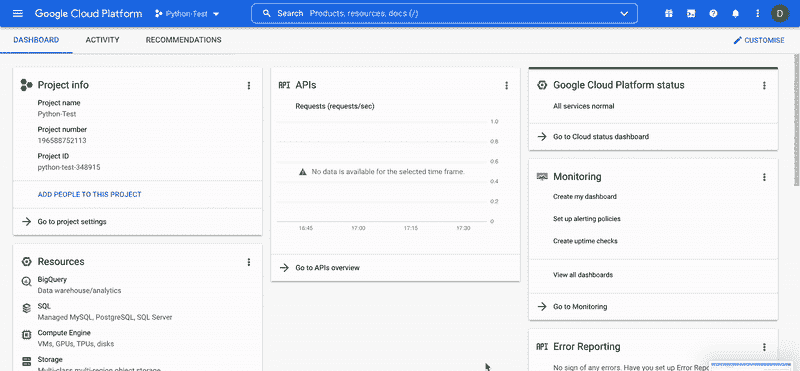 Google Cloud Platform
Python-Test
Search Products, resources, docs (/)
D
DASHBOARD
ACTIVITY
RECOMMENDATIONS
CUSTOMISE
Project info
Project name
Python-Test
Project number
196588752113
Project ID
python-test-348915
ADD PEOPLE TO THIS PROJECT
Go to project settings
Resources
BigQuery
Data warehouse/analytics
SQL
Managed MySQL, PostgreSQL, SQL Server
Compute Engine
VMs, GPUs, TPUs, disks
Storage
Multi-class multi-region object storage
API APIs
Requests (requests/sec)
1.0
0.8
0.6
0.4
0.2
0
No data is available for the selected time frame.
16:45 17:00 17:15 17:30
Go to APIs overview
Google Cloud Platform status
All services normal
Go to Cloud status dashboard
Monitoring
Create my dashboard
Set up alerting policies
Create uptime checks
View all dashboards
Go to Monitoring
API Error Reporting
No sign of any errors. Have you set up Error